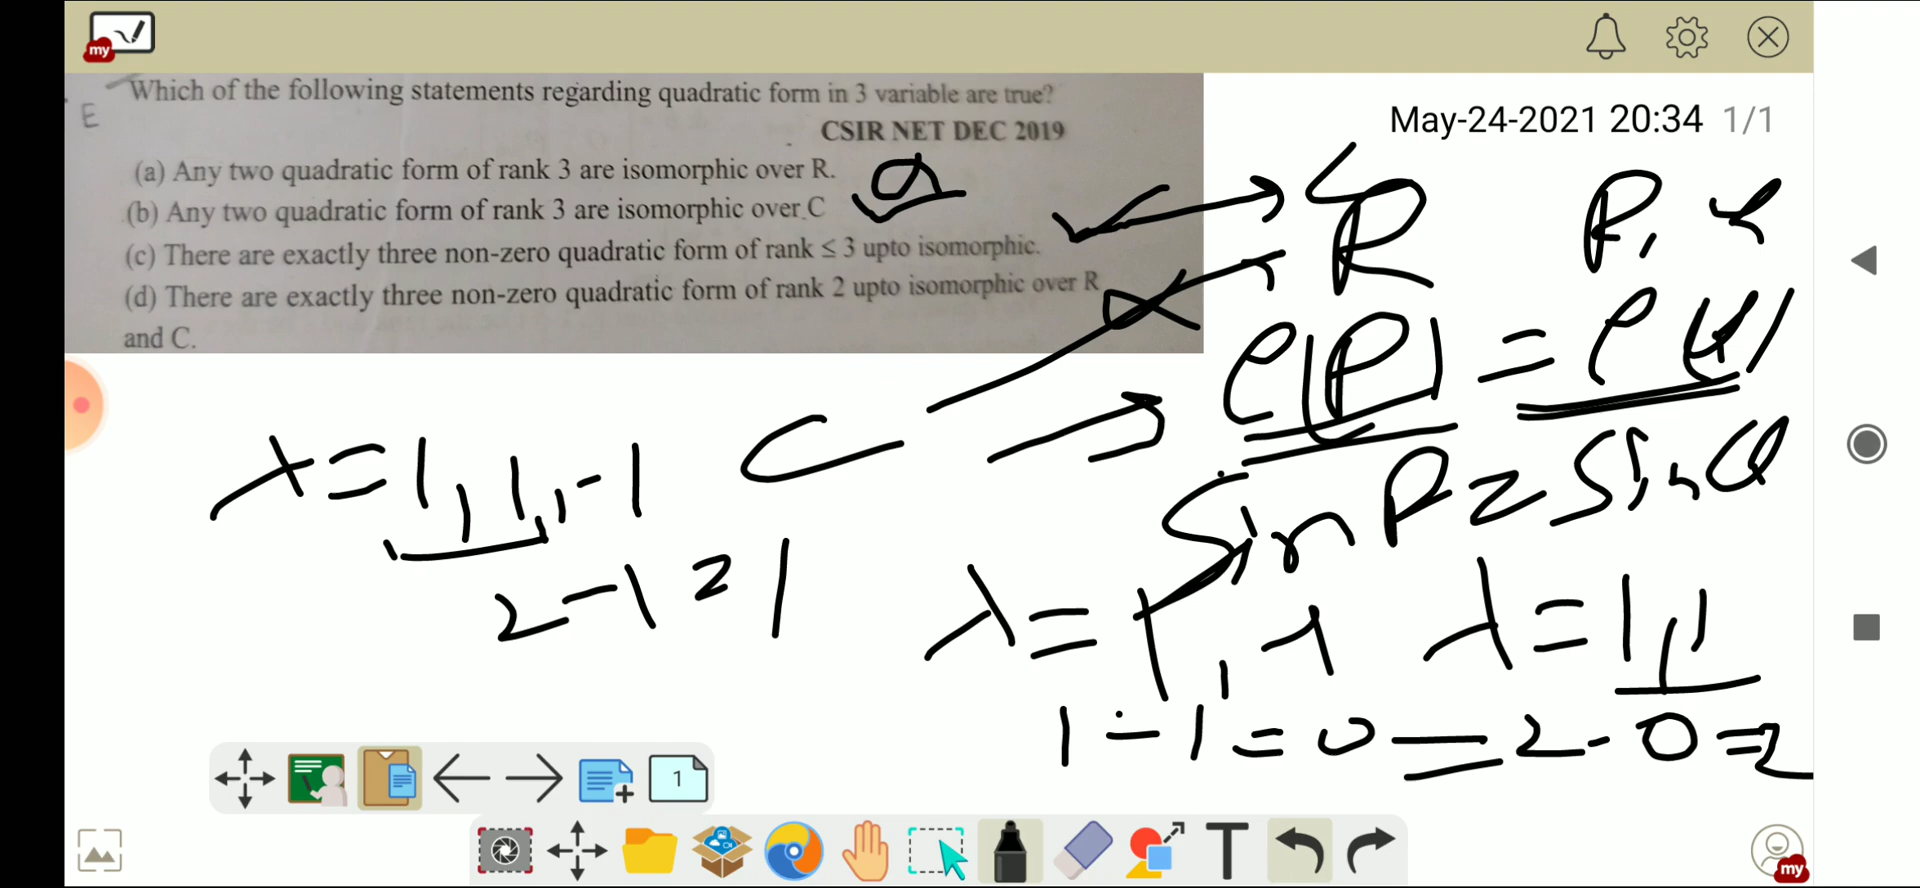 my
Which of the following statements regarding quadratic form in 3 variable are true?
E
CSIR NET DEC 2019
May-24-2021 20:34 1/1
(a) Any two quadratic form of rank 3 are isomorphic over R.
(b) Any two quadratic form of rank 3 are isomorphic over C
(c) There are exactly three non-zero quadratic form of rank ≤ 3 upto isomorphic.
(d) There are exactly three non-zero quadratic form of rank 2 upto isomorphic over R
and C.
R
C
λ = 1, 1, -1
2 - 1 = 1
λ = 1, 1
1 - 1 = 0
2 - 0 = 2
1
T
my